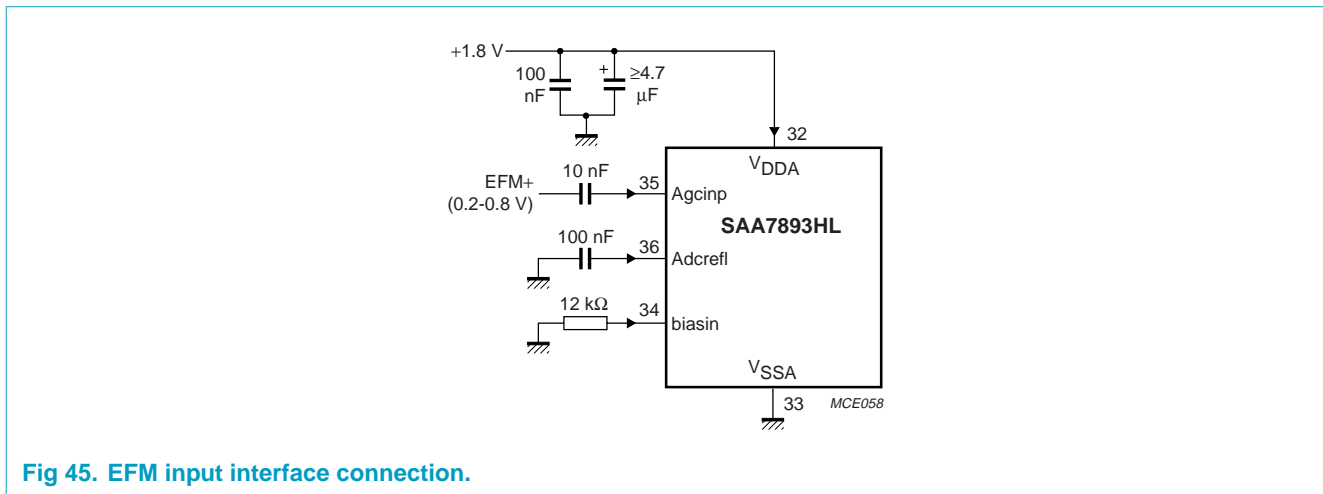 +1.8 V
100
nF
+
≥4.7
μF
32
VDDA
EFM+
(0.2-0.8 V)
10 nF
35
Agcinp
SAA7893HL
100 nF
36
Adcrefl
12 kΩ
34
biasin
VSSA
33
MCE058
Fig 45. EFM input interface connection.